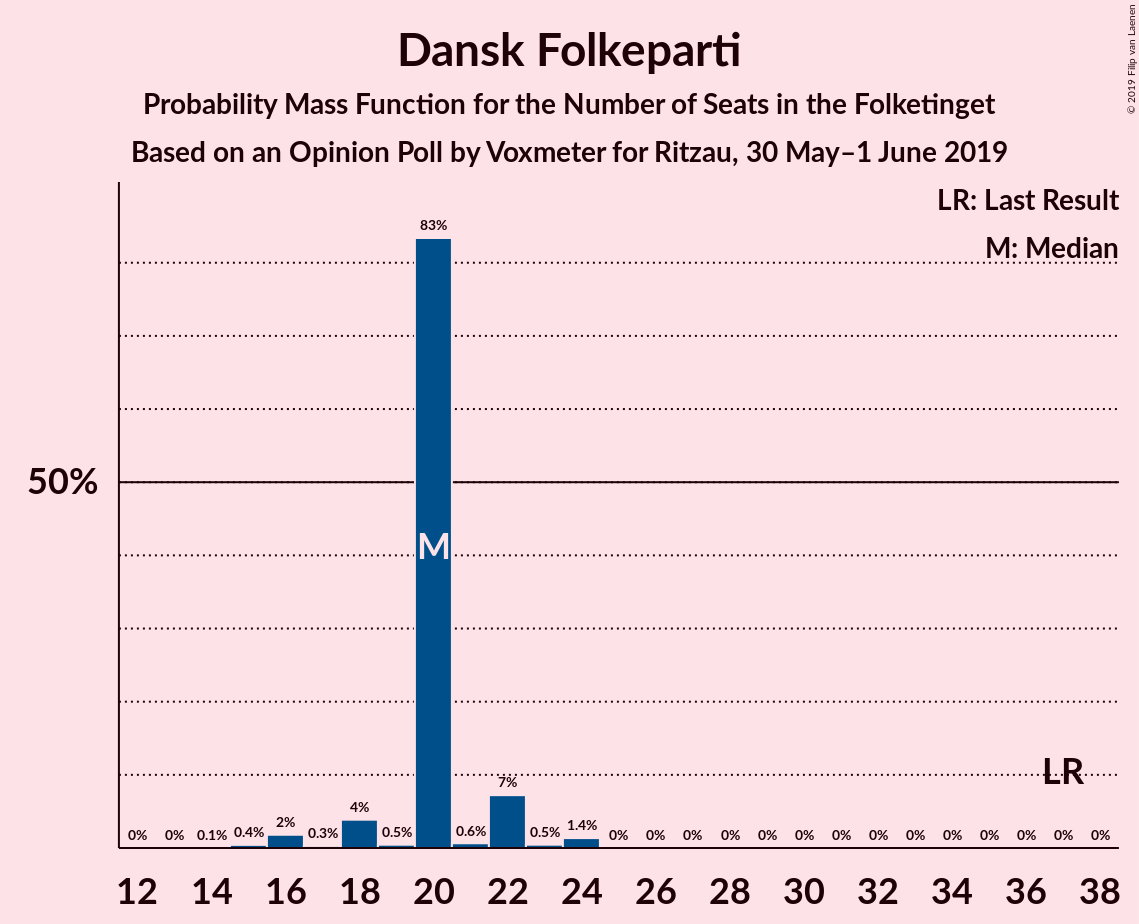 Dansk Folkeparti
Probability Mass Function for the Number of Seats in the Folketinget
Based on an Opinion Poll by Voxmeter for Ritzau, 30 May–1 June 2019
© 2019 Filip van Laenen
LR: Last Result
M: Median
50%
0% 0% 0.1% 0.4% 2% 0.3% 4% 0.5% 83% 0.6% 7% 0.5% 1.4% 0% 0% 0% 0% 0% 0% 0% 0% 0% 0% 0% 0% 0% 0%
M
LR
12 14 16 18 20 22 24 26 28 30 32 34 36 38